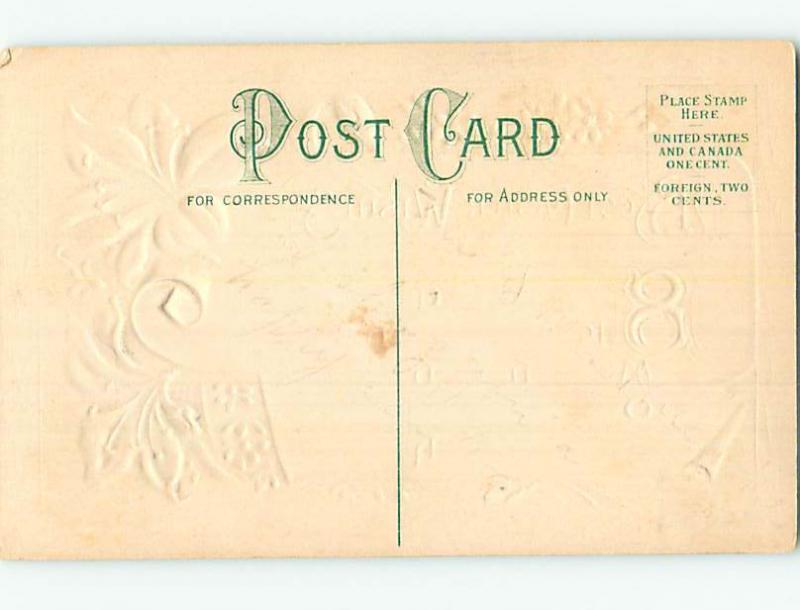 POST CARD
FOR CORRESPONDENCE
FOR ADDRESS ONLY
PLACE STAMP
HERE.
UNITED STATES
AND CANADA
ONE CENT.
FOREIGN, TWO
CENTS.